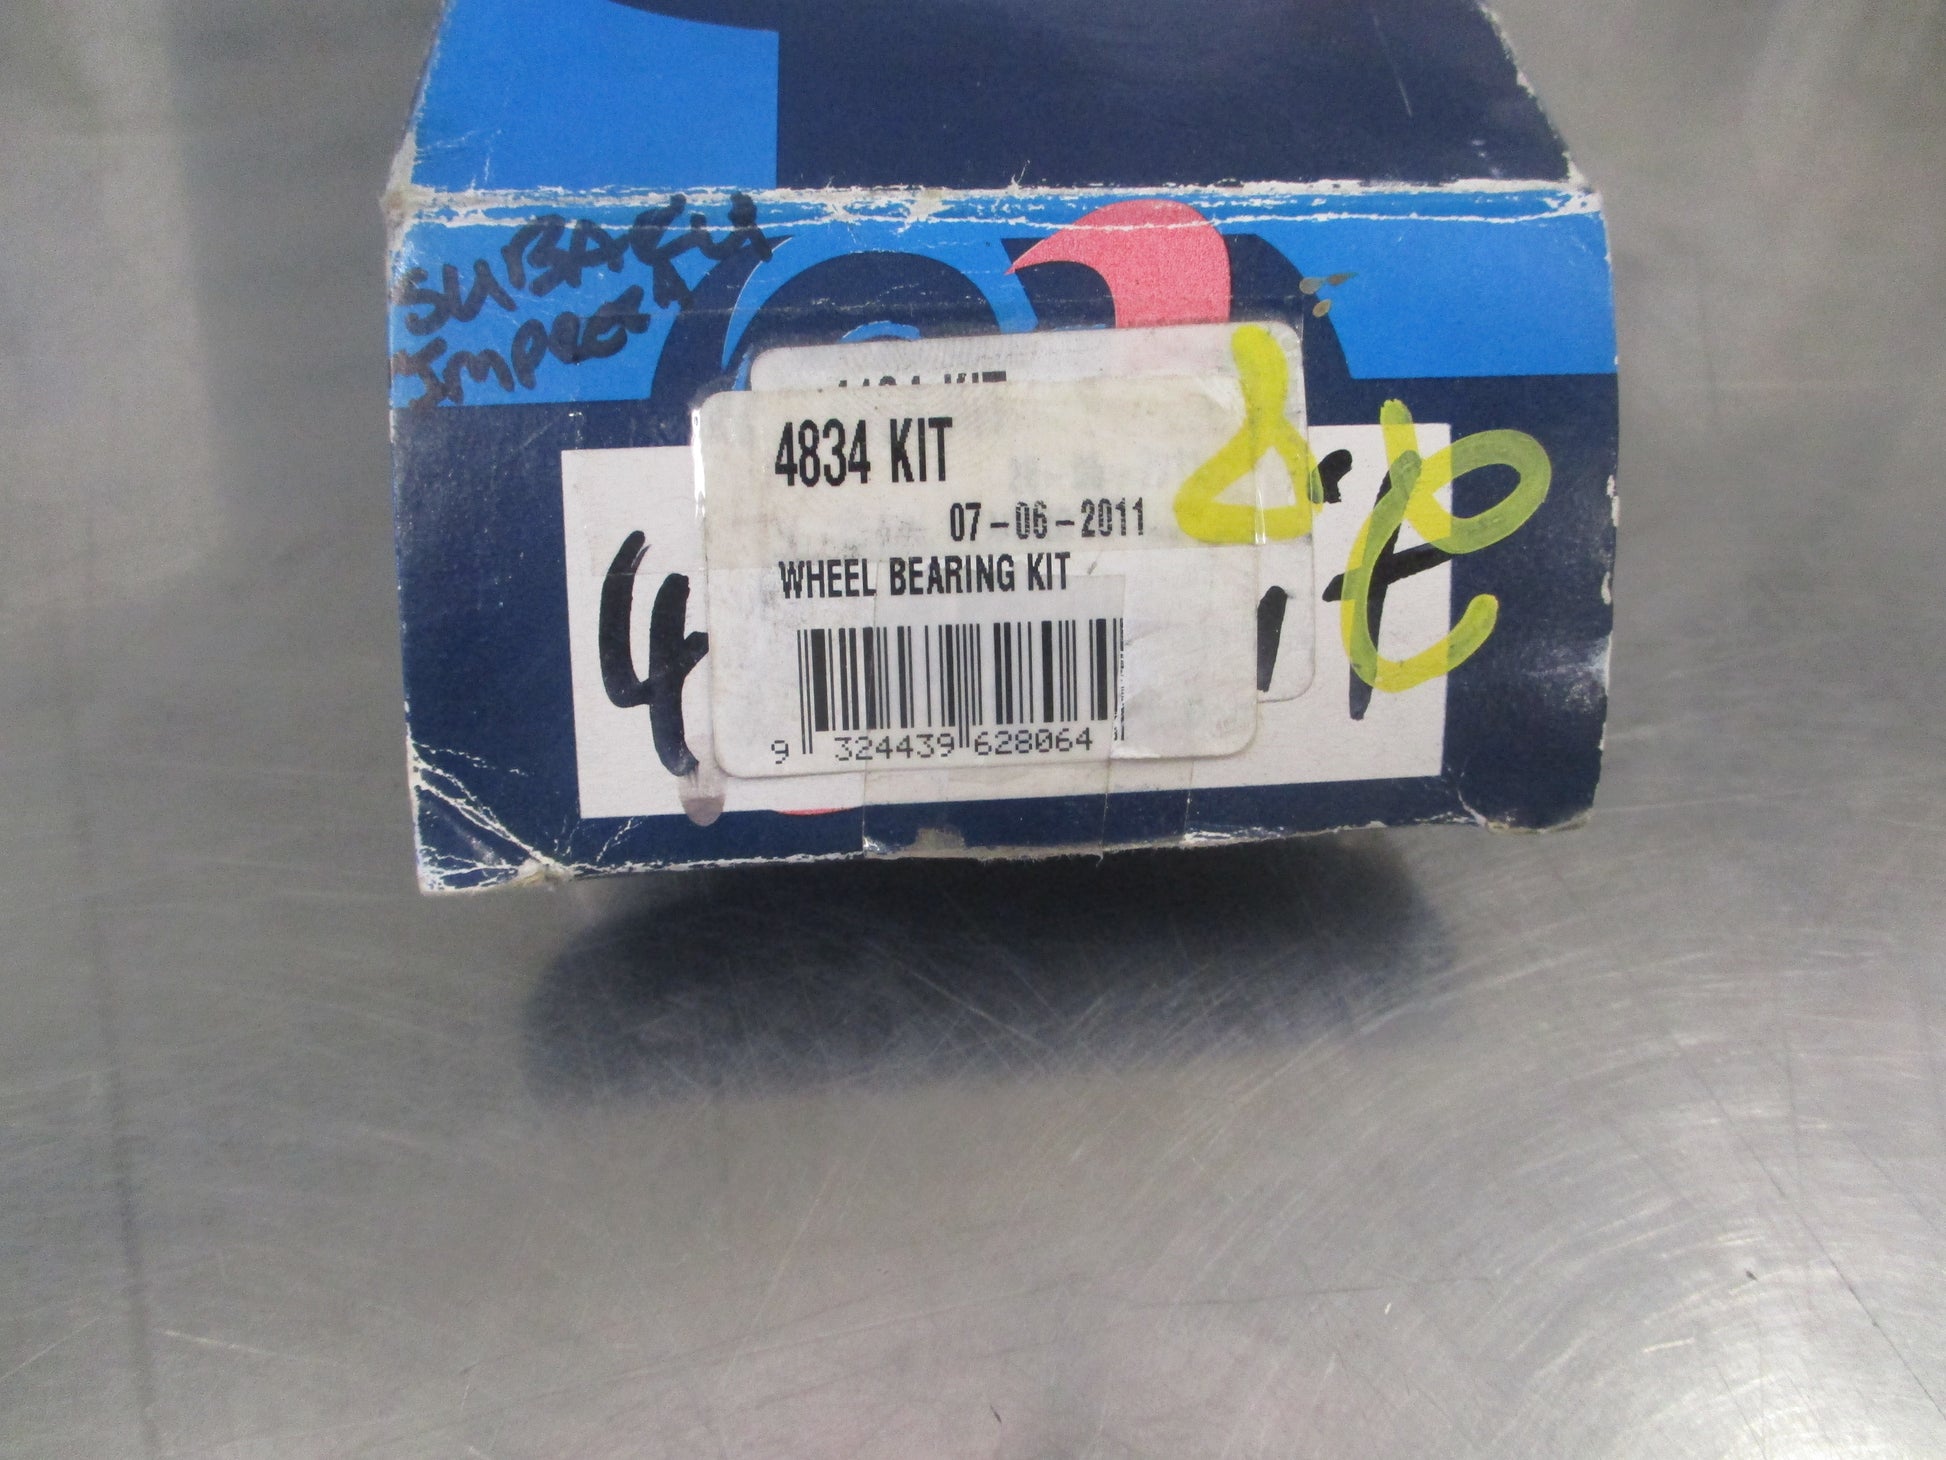 SUBARU
IMPREZA
4834 KIT
07-06-2011
WHEEL BEARING KIT
9 324439 628064